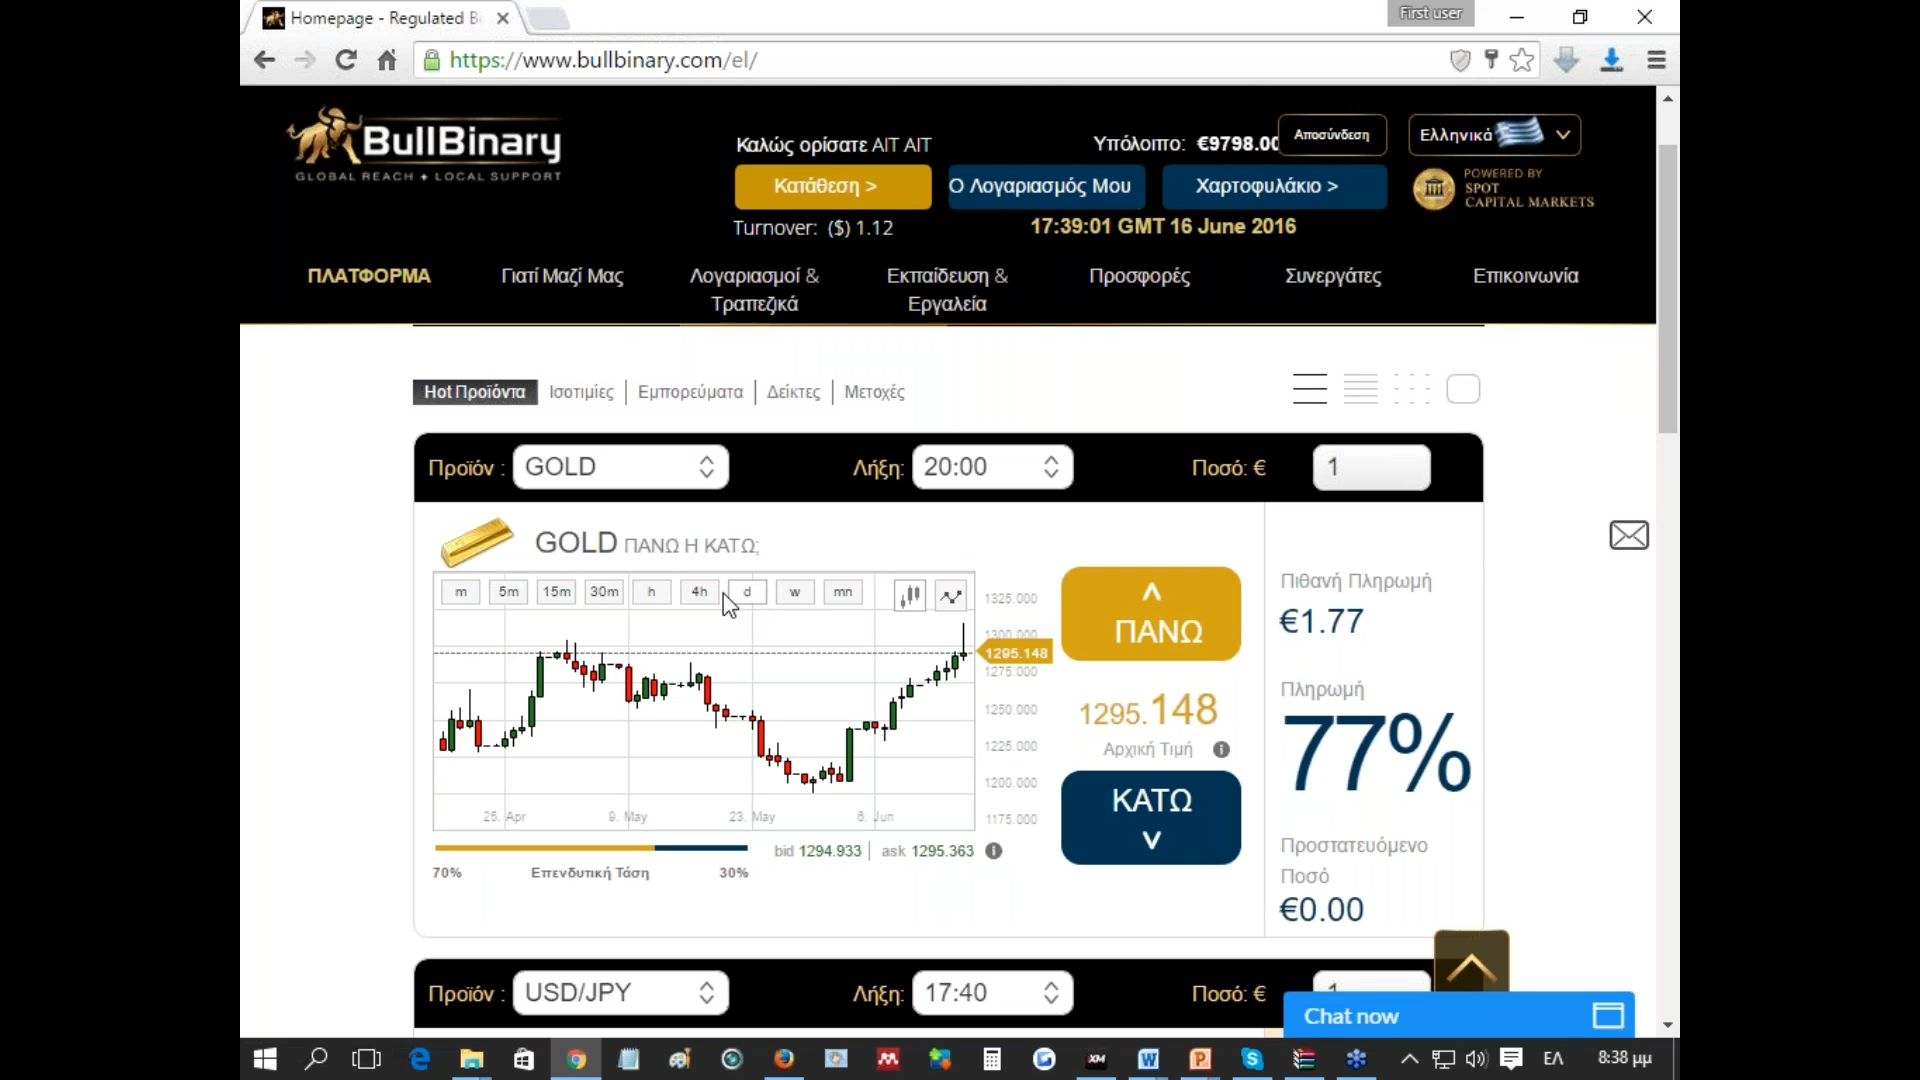 Homepage - Regulated Bi
First user
https://www.bullbinary.com/el/
BullBinary
GLOBAL REACH + LOCAL SUPPORT
Καλώς ορίσατε AIT AIT
Υπόλοιπο: €9798.00
Αποσύνδεση
Ελληνικά
Κατάθεση >
Ο Λογαριασμός Μου
Χαρτοφυλάκιο >
POWERED BY
SPOT
CAPITAL MARKETS
Turnover: ($) 1.12
17:39:01 GMT 16 June 2016
ΠΛΑΤΦΟΡΜΑ
Γιατί Μαζί Μας
Λογαριασμοί &
Τραπεζικά
Εκπαίδευση &
Εργαλεία
Προσφορές
Συνεργάτες
Επικοινωνία
Hot Προϊόντα
Ισοτιμίες
Εμπορεύματα
Δείκτες
Μετοχές
Προϊόν : GOLD
Λήξη: 20:00
Ποσό: € 1
GOLD ΠΑΝΩ Η ΚΑΤΩ;
m 5m 15m 30m h 4h d w mn
1325.000
1300.000
1295.148
1275.000
1250.000
1225.000
1200.000
1175.000
25. Apr
9. May
23. May
6. Jun
70%
Επενδυτική Τάση
30%
bid 1294.933 | ask 1295.363
ΠΑΝΩ
1295.148
Αρχική Τιμή
ΚΑΤΩ
Πιθανή Πληρωμή
€1.77
Πληρωμή
77%
Προστατευόμενο
Ποσό
€0.00
Προϊόν : USD/JPY
Λήξη: 17:40
Ποσό: € 1
Chat now
XM
ΕΛ
8:38 μμ